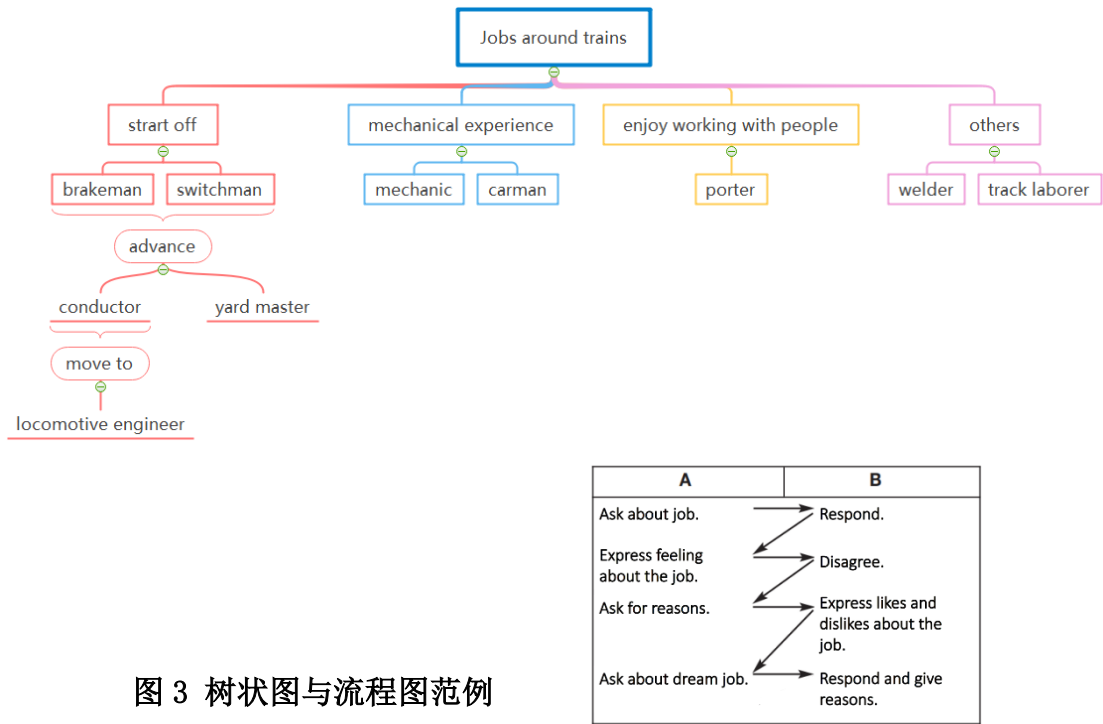 Jobs around trains
strart off
mechanical experience
enjoy working with people
others
brakeman
switchman
mechanic
carman
porter
welder
track laborer
advance
conductor
yard master
move to
locomotive engineer
A
B
Ask about job.
Respond.
Express feeling
about the job.
Disagree.
Ask for reasons.
Express likes and
dislikes about the
job.
Ask about dream job.
Respond and give
reasons.
图 3 树状图与流程图范例